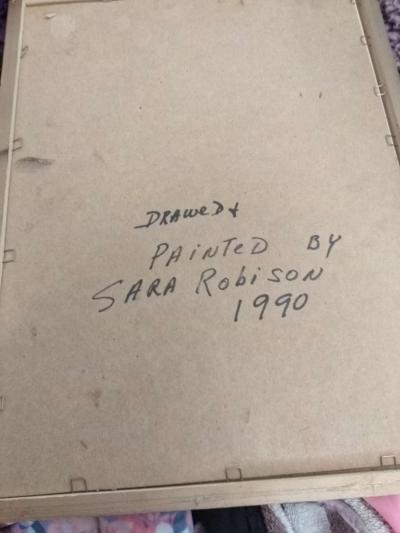 DRAWED +
PAINTED BY
SARA ROBISON
1990